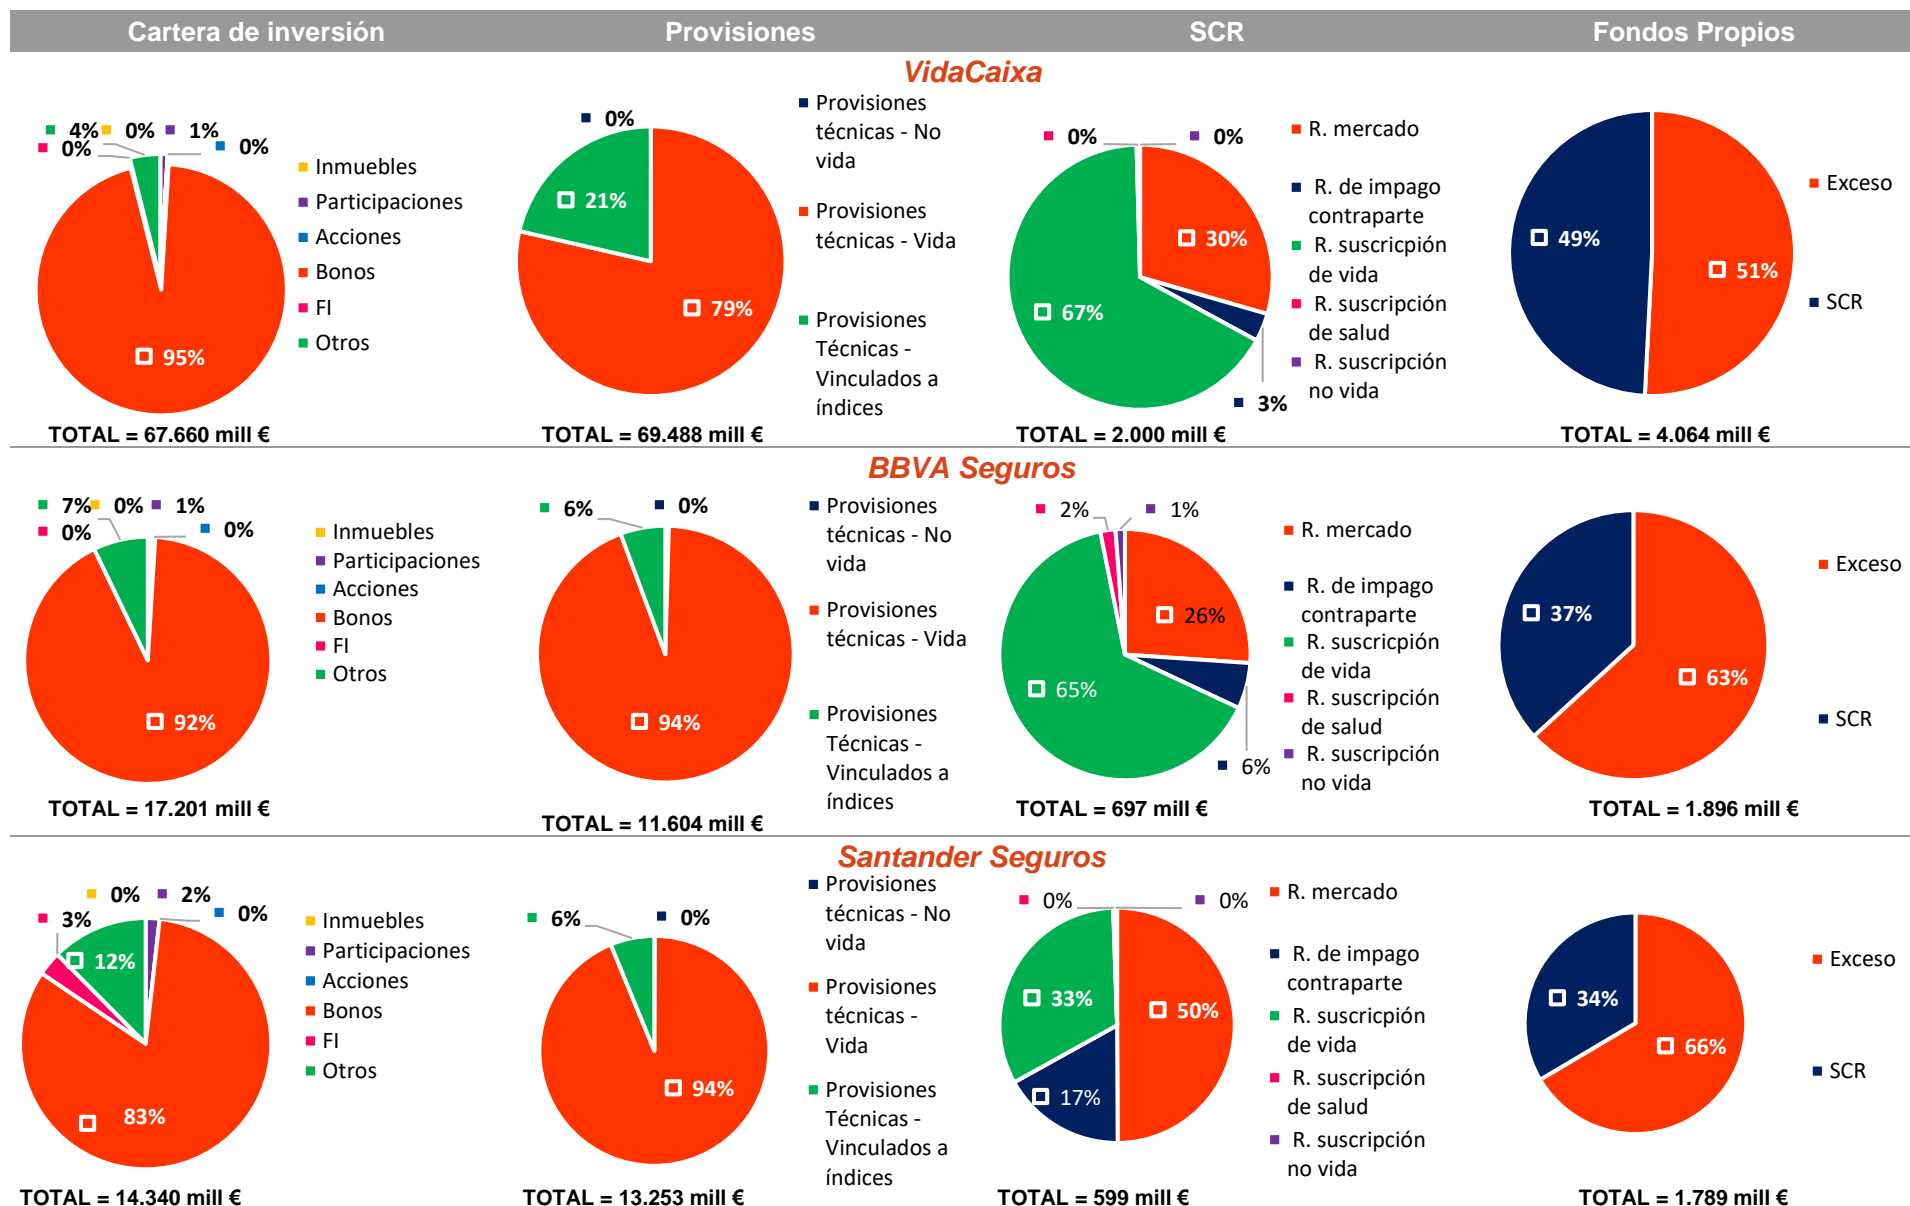 Cartera de inversión
Provisiones
SCR
Fondos Propios
VidaCaixa
4%
0%
1%
0%
0%
95%
Inmuebles
Participaciones
Acciones
Bonos
FI
Otros
TOTAL = 67.660 mill €
0%
21%
79%
Provisiones
técnicas - No
vida
Provisiones
técnicas - Vida
Provisiones
Técnicas -
Vinculados a
índices
TOTAL = 69.488 mill €
0%
0%
30%
67%
3%
R. mercado
R. de impago
contraparte
R. suscricpión
de vida
R. suscripción
de salud
R. suscripción
no vida
TOTAL = 2.000 mill €
49%
51%
Exceso
SCR
TOTAL = 4.064 mill €
BBVA Seguros
7%
0%
1%
0%
0%
92%
Inmuebles
Participaciones
Acciones
Bonos
FI
Otros
TOTAL = 17.201 mill €
6%
0%
94%
Provisiones
técnicas - No
vida
Provisiones
técnicas - Vida
Provisiones
Técnicas -
Vinculados a
índices
TOTAL = 11.604 mill €
2%
1%
26%
65%
6%
R. mercado
R. de impago
contraparte
R. suscricpión
de vida
R. suscripción
de salud
R. suscripción
no vida
TOTAL = 697 mill €
37%
63%
Exceso
SCR
TOTAL = 1.896 mill €
Santander Seguros
0%
2%
3%
0%
12%
83%
Inmuebles
Participaciones
Acciones
Bonos
FI
Otros
TOTAL = 14.340 mill €
6%
0%
94%
Provisiones
técnicas - No
vida
Provisiones
técnicas -
Vida
Provisiones
Técnicas -
Vinculados a
índices
TOTAL = 13.253 mill €
0%
0%
33%
50%
17%
R. mercado
R. de impago
contraparte
R. suscricpión
de vida
R. suscripción
de salud
R. suscripción
no vida
TOTAL = 599 mill €
34%
66%
Exceso
SCR
TOTAL = 1.789 mill €